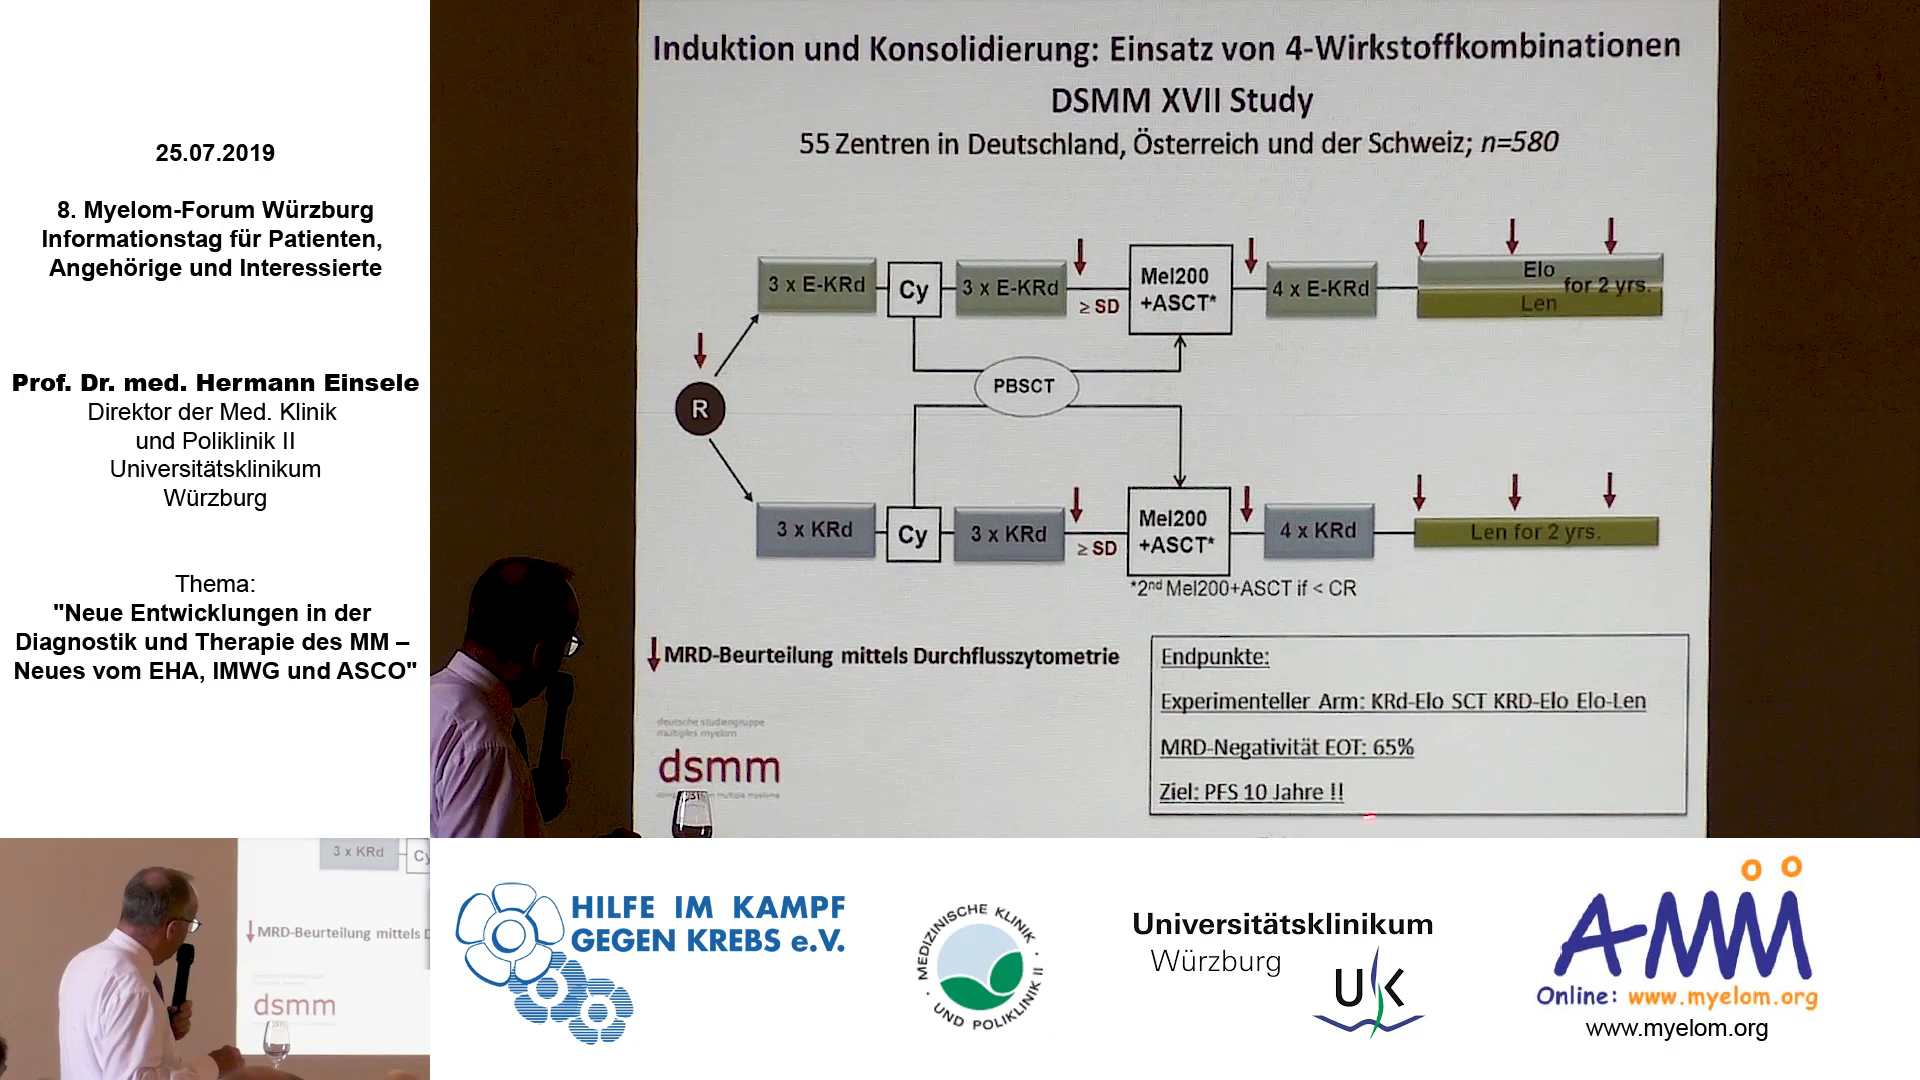 25.07.2019
8. Myelom-Forum Würzburg
Informationstag für Patienten,
Angehörige und Interessierte
Prof. Dr. med. Hermann Einsele
Direktor der Med. Klinik
und Poliklinik II
Universitätsklinikum
Würzburg
Thema:
"Neue Entwicklungen in der
Diagnostik und Therapie des MM –
Neues vom EHA, IMWG und ASCO"
Induktion und Konsolidierung: Einsatz von 4-Wirkstoffkombinationen
DSMM XVII Study
55 Zentren in Deutschland, Österreich und der Schweiz; n=580
3 x E-KRd
Cy
3 x E-KRd
≥ SD
Mel200
+ASCT*
4 x E-KRd
Elo
for 2 yrs.
Len
PBSCT
R
3 x KRd
Cy
3 x KRd
≥ SD
Mel200
+ASCT*
4 x KRd
Len for 2 yrs.
*2nd Mel200+ASCT if < CR
MRD-Beurteilung mittels Durchflusszytometrie
Endpunkte:
Experimenteller Arm: KRd-Elo SCT KRD-Elo Elo-Len
MRD-Negativität EOT: 65%
Ziel: PFS 10 Jahre !!
deutsche studiengruppe
multiples myelom
dsmm
3 x KRd
Cy
MRD-Beurteilung mittels D
dsmm
HILFE IM KAMPF
GEGEN KREBS e.V.
MEDIZINISCHE KLINIK
UND POLIKLINIK II
Universitätsklinikum
Würzburg
UK
AMM
Online: www.myelom.org
www.myelom.org